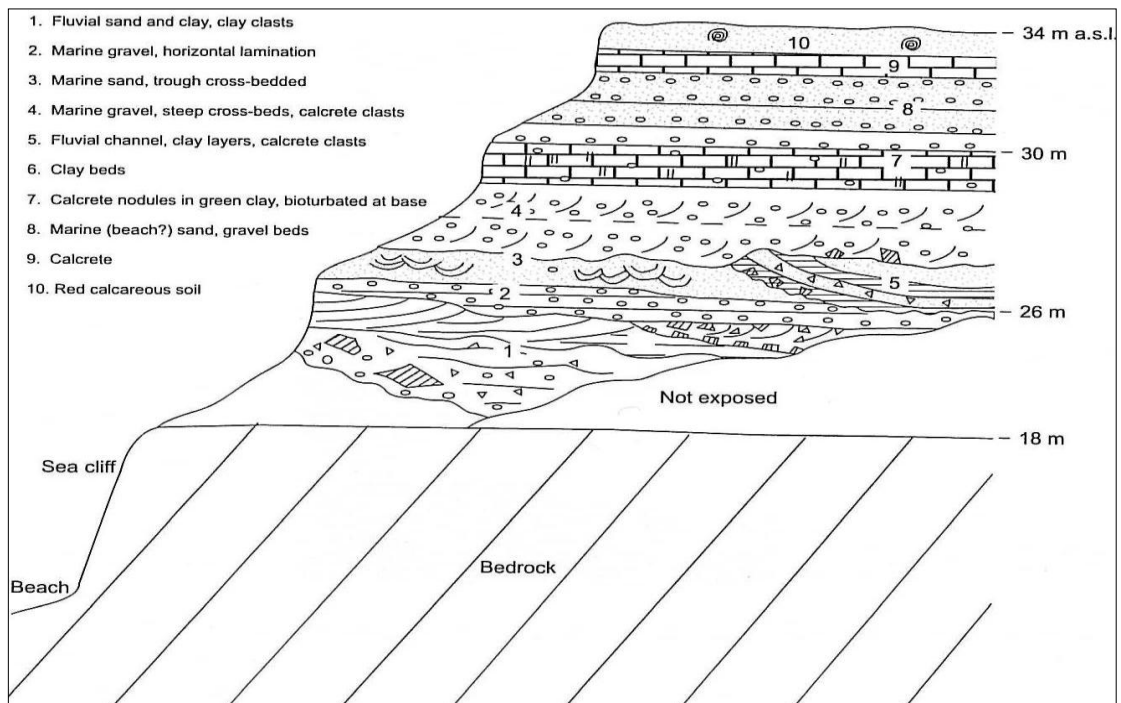 1. Fluvial sand and clay, clay clasts
2. Marine gravel, horizontal lamination
3. Marine sand, trough cross-bedded
4. Marine gravel, steep cross-beds, calcrete clasts
5. Fluvial channel, clay layers, calcrete clasts
6. Clay beds
7. Calcrete nodules in green clay, bioturbated at base
8. Marine (beach?) sand, gravel beds
9. Calcrete
10. Red calcareous soil
34 m a.s.l.
10
9
8
30 m
7
4
3
5
2
26 m
1
Not exposed
18 m
Sea cliff
Bedrock
Beach